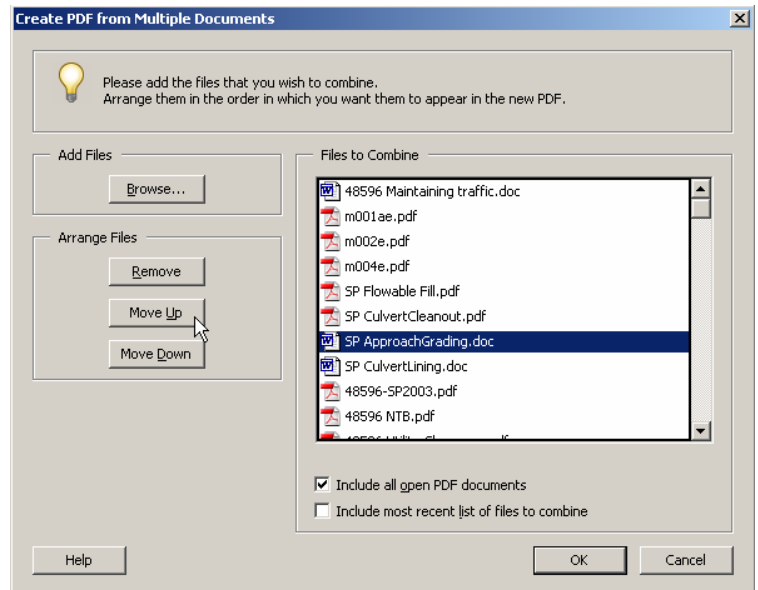 Create PDF from Multiple Documents
Please add the files that you wish to combine.
Arrange them in the order in which you want them to appear in the new PDF.
Add Files
Browse...
Arrange Files
Remove
Move Up
Move Down
Files to Combine
48596 Maintaining traffic.doc
m001ae.pdf
m002e.pdf
m004e.pdf
SP Flowable Fill.pdf
SP CulvertCleanout.pdf
SP ApproachGrading.doc
SP CulvertLining.doc
48596-SP2003.pdf
48596 NTB.pdf
Include all open PDF documents
Include most recent list of files to combine
Help
OK
Cancel